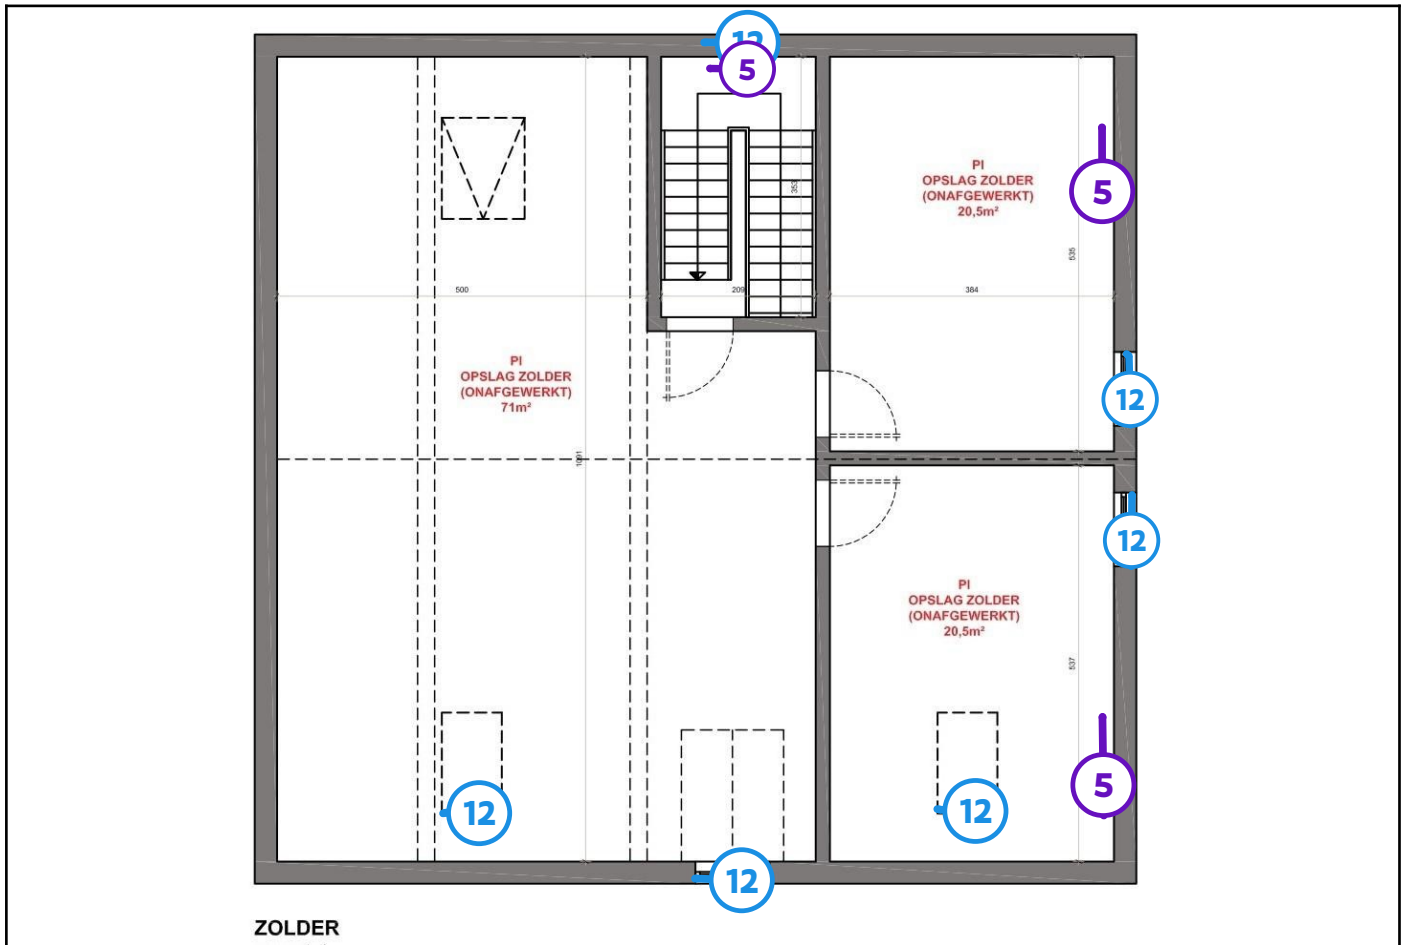 12
5
PI
OPSLAG ZOLDER
(ONAFGEWERKT)
20,5m²
5
353
535
500
209
384
PI
OPSLAG ZOLDER
(ONAFGEWERKT)
71m²
12
1091
12
PI
OPSLAG ZOLDER
(ONAFGEWERKT)
20,5m²
537
5
12
12
12
ZOLDER